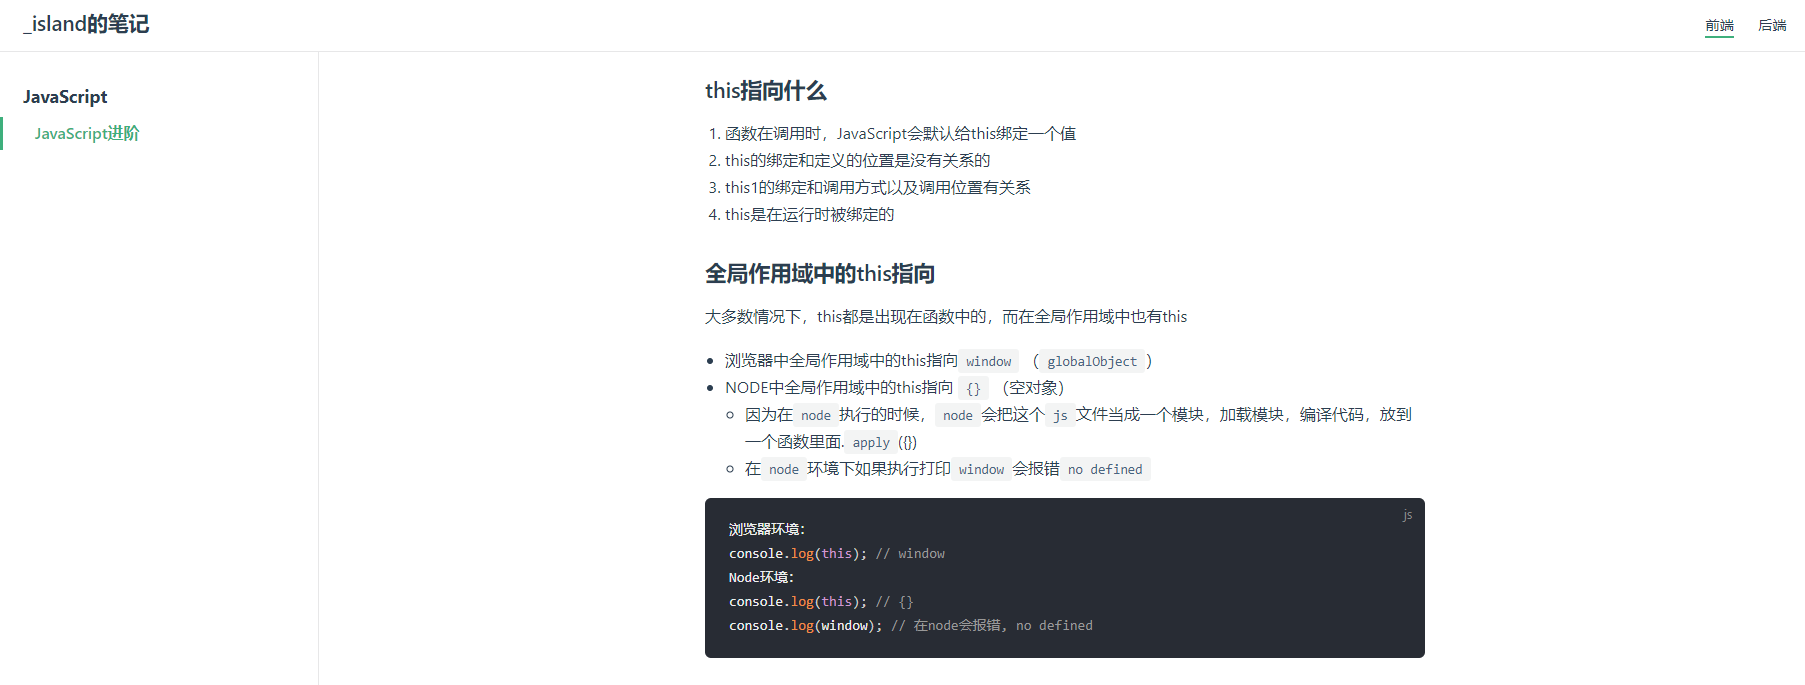 _island的笔记
前端 后端
JavaScript
JavaScript进阶
this指向什么
1. 函数在调用时，JavaScript会默认给this绑定一个值
2. this的绑定和定义的位置是没有关系的
3. this1的绑定和调用方式以及调用位置有关系
4. this是在运行时被绑定的
全局作用域中的this指向
大多数情况下，this都是出现在函数中的，而在全局作用域中也有this
浏览器中全局作用域中的this指向 window （ globalObject ）
NODE中全局作用域中的this指向 {} （空对象）
因为在 node 执行的时候， node 会把这个 js 文件当成一个模块，加载模块，编译代码，放到
一个函数里面. apply ({})
在 node 环境下如果执行打印 window 会报错 no defined
js
浏览器环境：
console.log(this); // window
Node环境：
console.log(this); // {}
console.log(window); // 在node会报错, no defined